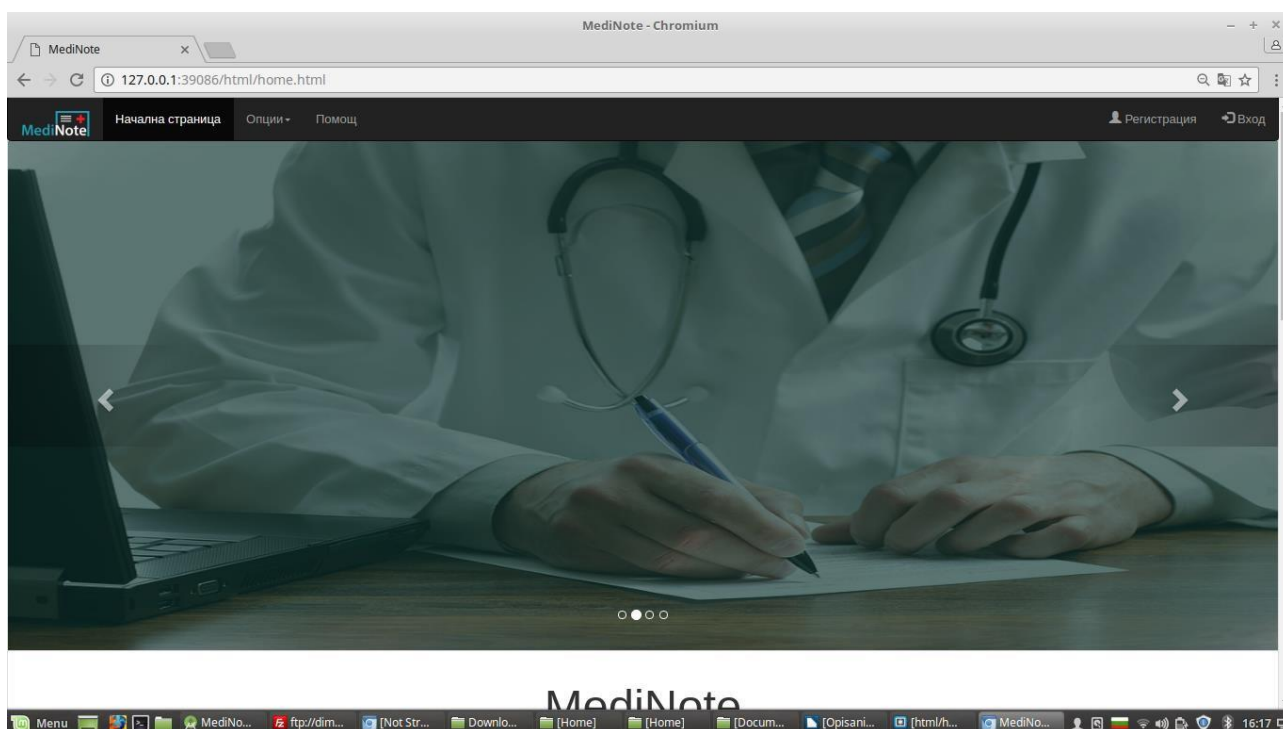 MediNote - Chromium
MediNote
127.0.0.1:39086/html/home.html
MediNote
Начална страница
Опции
Помощ
Регистрация
Вход
MediNote
Menu
MediNo...
ftp://dim...
[Not Str...
Downlo...
[Home]
[Home]
[Docum...
[Opisani...
[html/h...
MediNo...
16:17